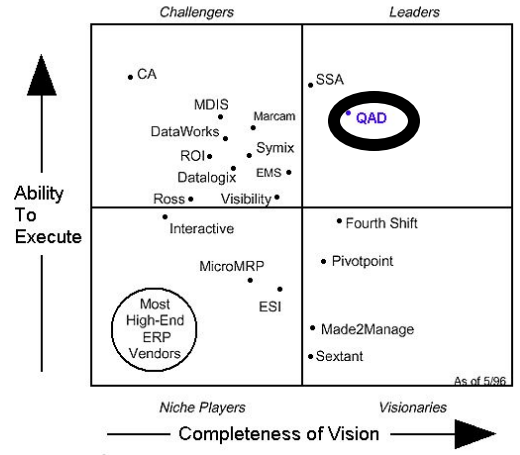 Challengers
Leaders
CA
SSA
MDIS
Marcam
QAD
DataWorks
ROI
Symix
Datalogix
EMS
Ross
Visibility
Ability
To
Execute
Interactive
Fourth Shift
MicroMRP
Pivotpoint
ESI
Most
High-End
ERP
Vendors
Made2Manage
Sextant
As of 5/96
Niche Players
Visionaries
Completeness of Vision